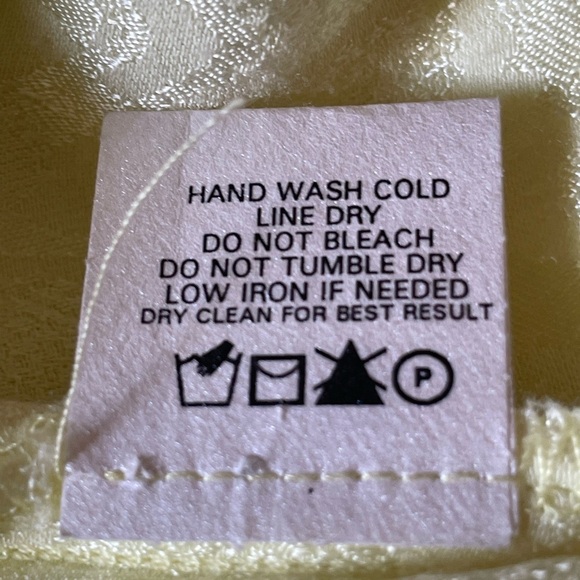 HAND WASH COLD
LINE DRY
DO NOT BLEACH
DO NOT TUMBLE DRY
LOW IRON IF NEEDED
DRY CLEAN FOR BEST RESULT
P